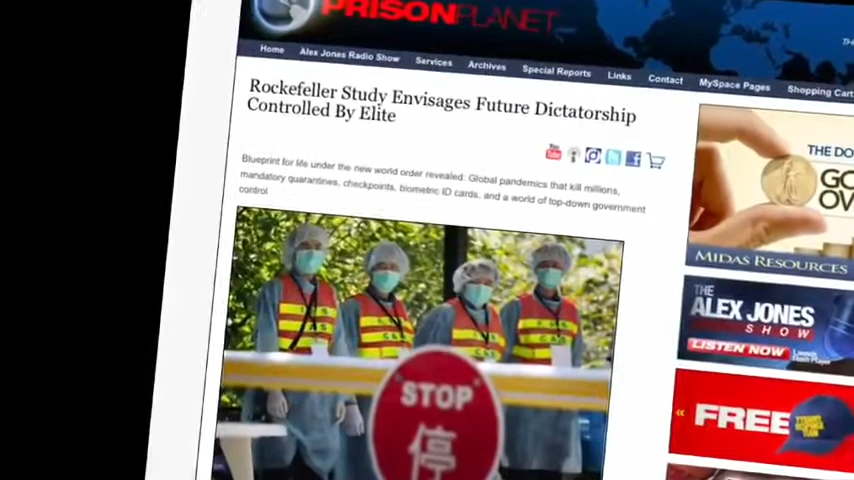 PRISONPLANET
Home Alex Jones Radio Show Services Archives Special Reports Links Contact MySpace Pages Shopping Cart
Rockefeller Study Envisages Future Dictatorship
Controlled By Elite
You
Tube
Blueprint for life under the new world order revealed: Global pandemics that kill millions,
mandatory quarantines, checkpoints, biometric ID cards, and a world of top-down government
control
THE DO
GO
OV
MIDAS RESOURCES
THE
ALEX JONES
SHOW
LISTEN NOW
FREE
STOP
停